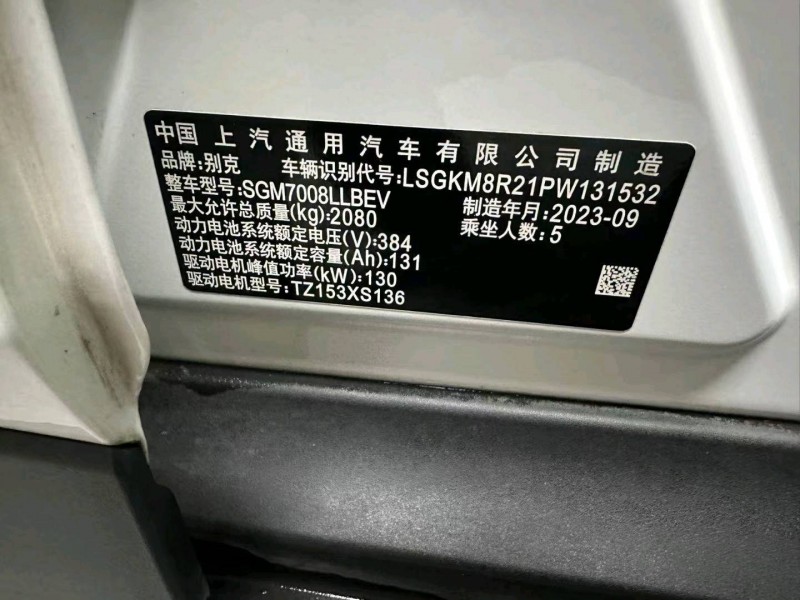 中国 上汽通用汽车有限公司制造
品牌:别克 车辆识别代号:LSGKM8R21PW131532
整车型号:SGM7008LLBEV 制造年月:2023-09
最大允许总质量(kg):2080 乘坐人数:5
动力电池系统额定电压(V):384
动力电池系统额定容量(Ah):131
驱动电机峰值功率(kW):130
驱动电机型号:TZ153XS136